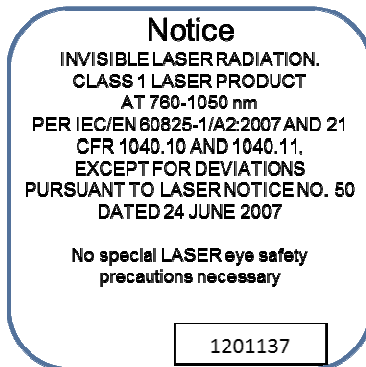 Notice
INVISIBLE LASER RADIATION.
CLASS 1 LASER PRODUCT
AT 760-1050 nm
PER IEC/EN 60825-1/A2:2007 AND 21
CFR 1040.10 AND 1040.11,
EXCEPT FOR DEVIATIONS
PURSUANT TO LASER NOTICE NO. 50
DATED 24 JUNE 2007
No special LASER eye safety
precautions necessary
1201137